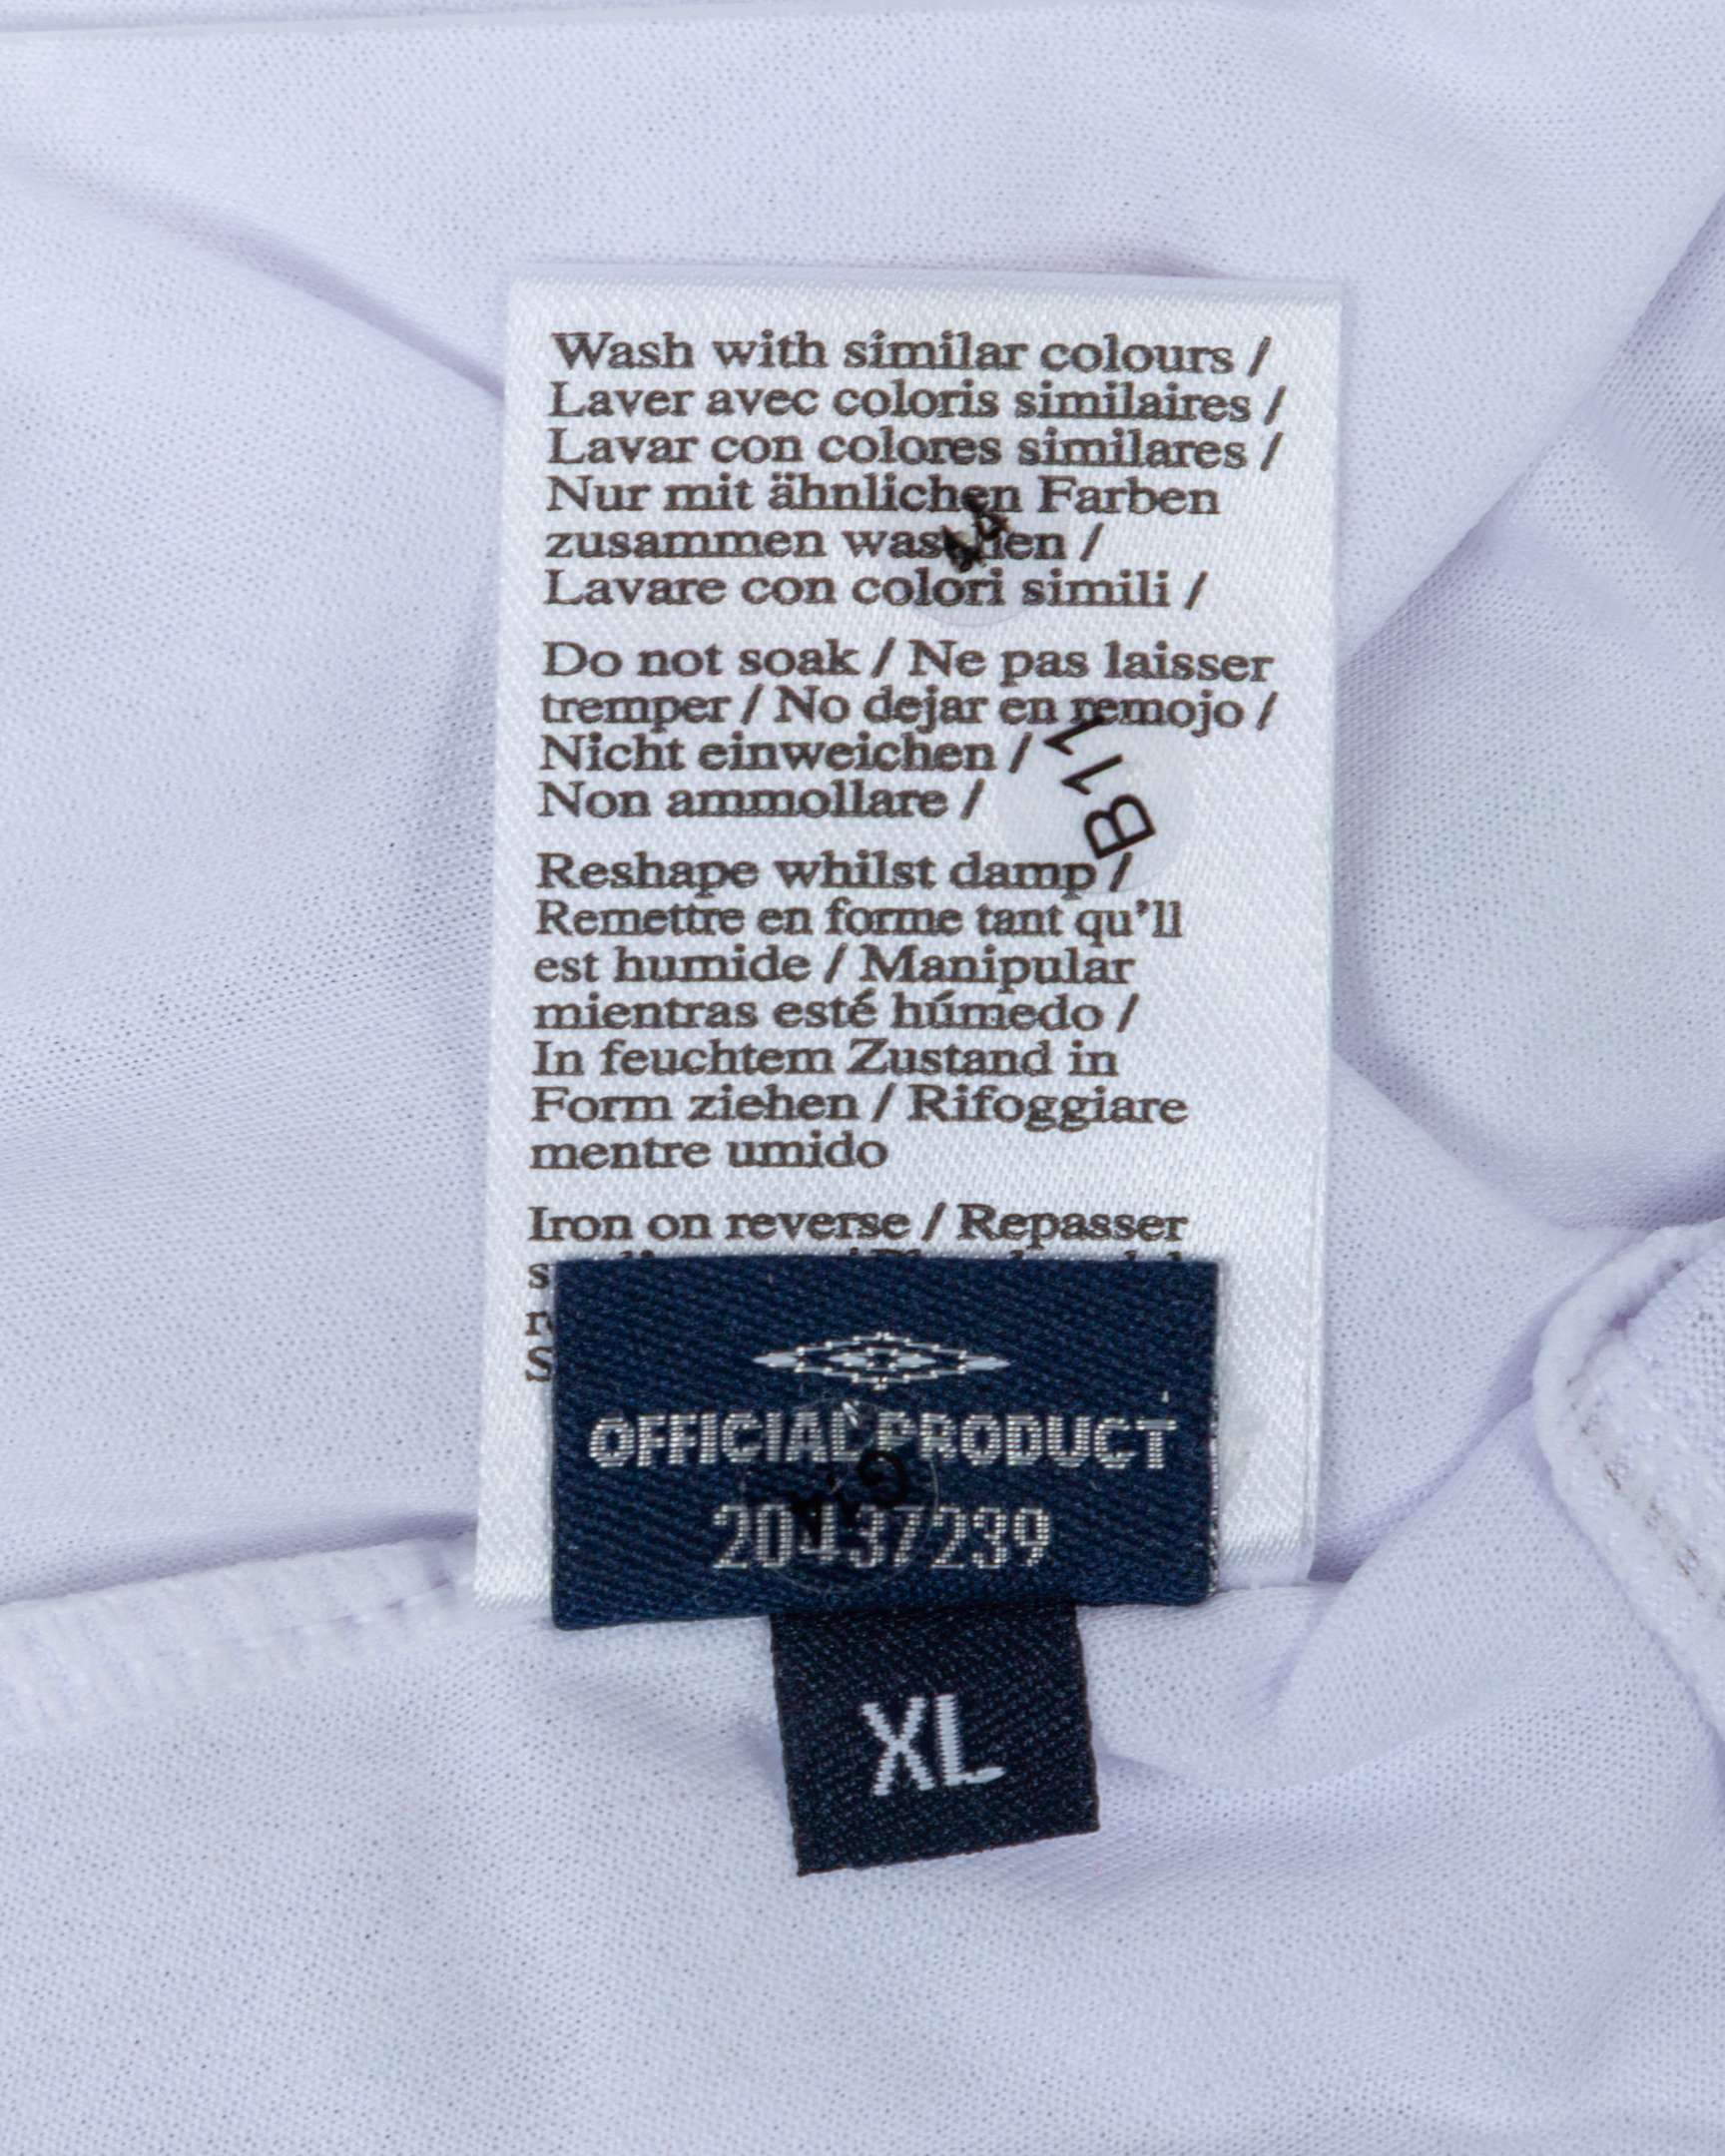 Wash with similar colours /
Laver avec coloris similaires /
Lavar con colores similares /
Nur mit ähnlichen Farben
zusammen waschen /
Lavare con colori simili /
Do not soak / Ne pas laisser
tremper / No dejar en remojo /
Nicht einweichen /
Non ammollare /
B11
Reshape whilst damp /
Remettre en forme tant qu'll
est humide / Manipular
mientras esté húmedo /
In feuchtem Zustand in
Form ziehen / Rifoggiare
mentre umido
Iron on reverse / Repasser
OFFICIAL PRODUCT
20437239
XL